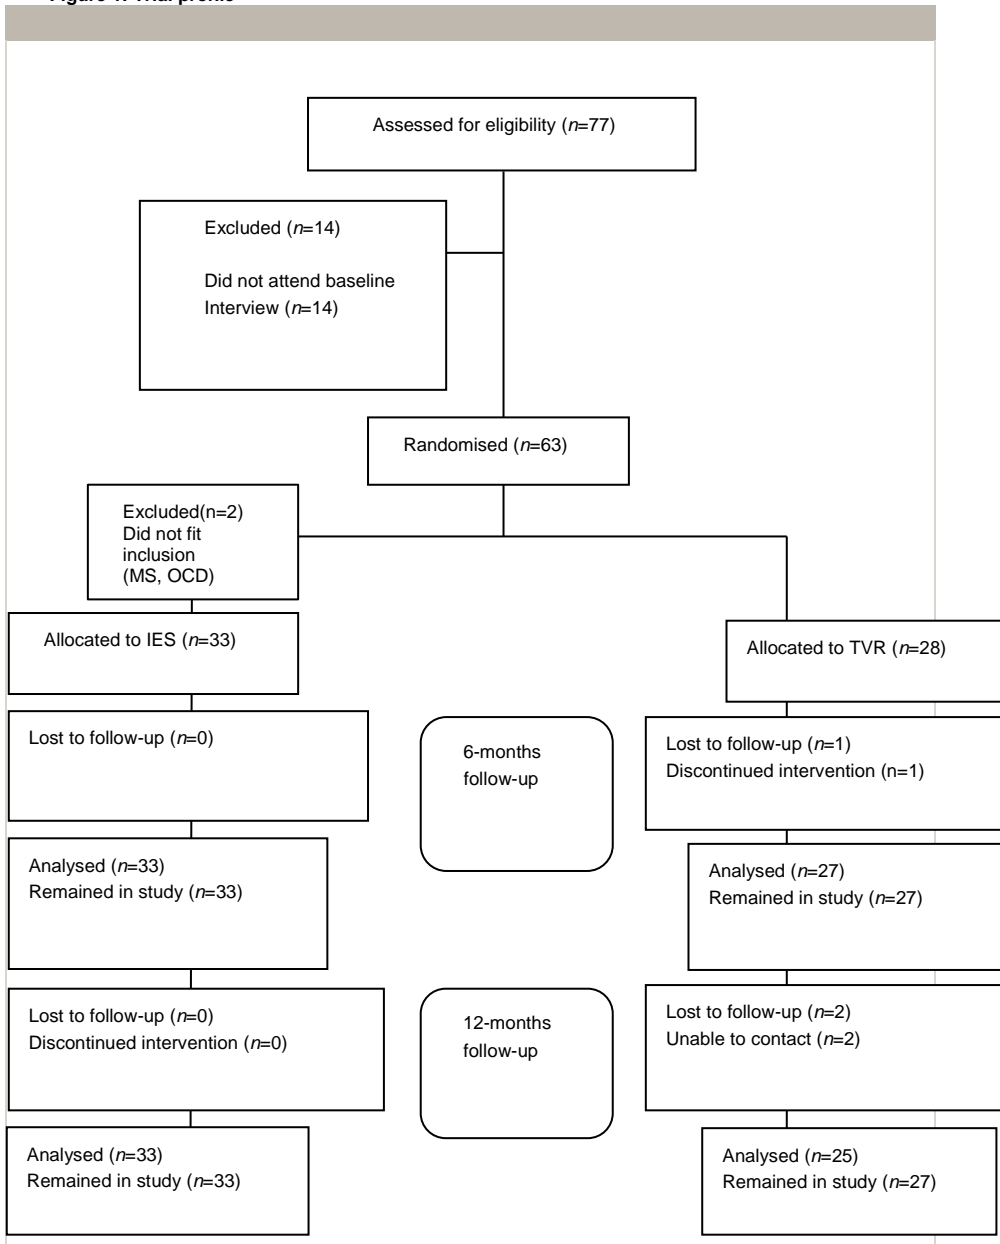 Assessed for eligibility (n=77)
Excluded (n=14)
Did not attend baseline
Interview (n=14)
Randomised (n=63)
Excluded(n=2)
Did not fit
inclusion
(MS, OCD)
Allocated to IES (n=33)
Allocated to TVR (n=28)
Lost to follow-up (n=0)
6-months
follow-up
Lost to follow-up (n=1)
Discontinued intervention (n=1)
Analysed (n=33)
Remained in study (n=33)
Analysed (n=27)
Remained in study (n=27)
Lost to follow-up (n=0)
Discontinued intervention (n=0)
12-months
follow-up
Lost to follow-up (n=2)
Unable to contact (n=2)
Analysed (n=33)
Remained in study (n=33)
Analysed (n=25)
Remained in study (n=27)